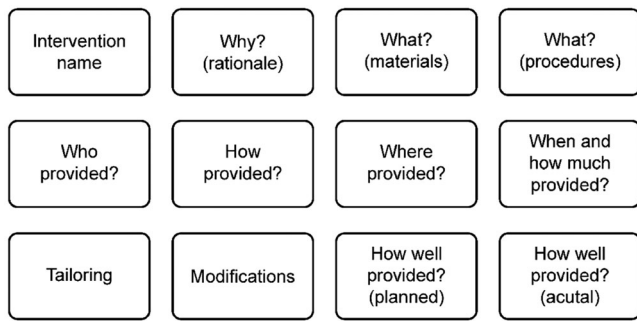 Intervention
name
Why?
(rationale)
What?
(materials)
What?
(procedures)
Who
provided?
How
provided?
Where
provided?
When and
how much
provided?
Tailoring
Modifications
How well
provided?
(planned)
How well
provided?
(acutal)